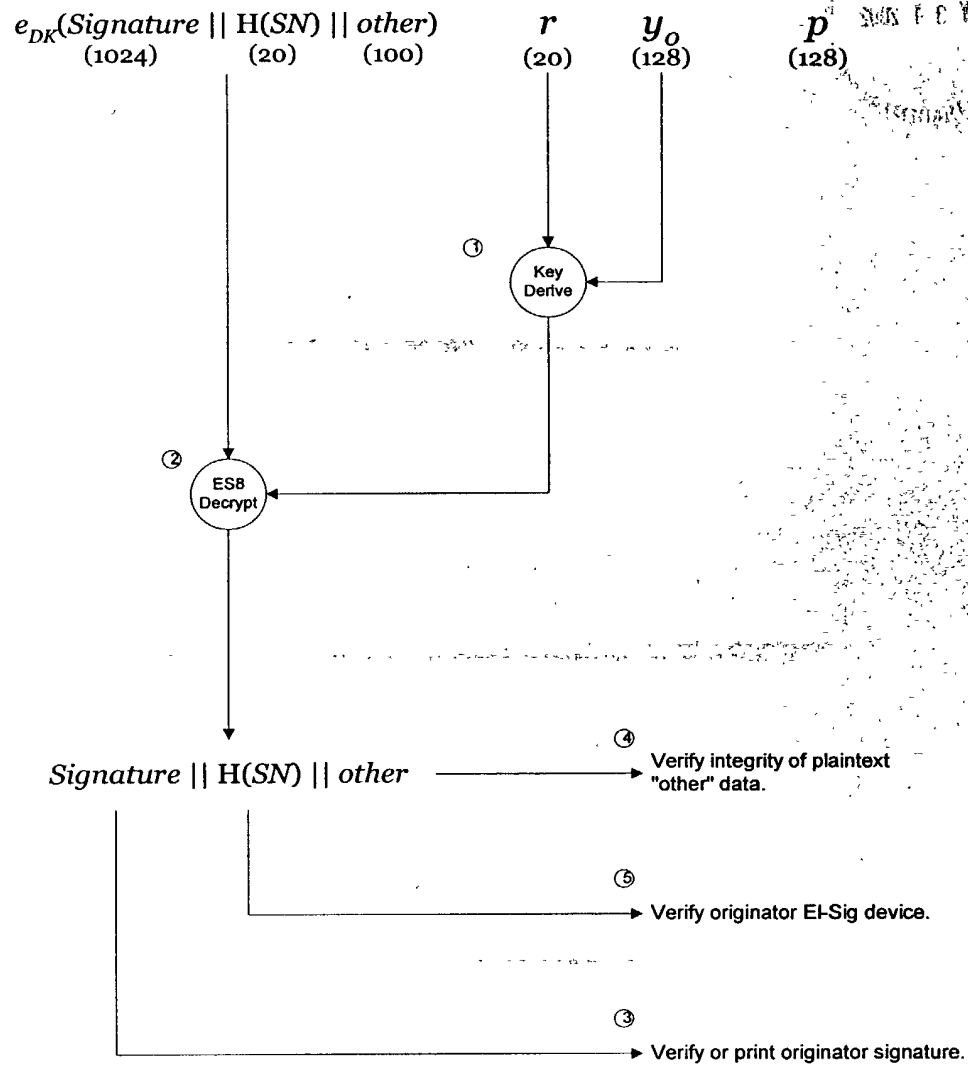 e_DK(Signature || H(SN) || other) r y_o p
(1024) (20) (100) (20) (128) (128)
①
Key
Derive
②
ES8
Decrypt
④
Signature || H(SN) || other
Verify integrity of plaintext
"other" data.
⑤
Verify originator El-Sig device.
③
Verify or print originator signature.